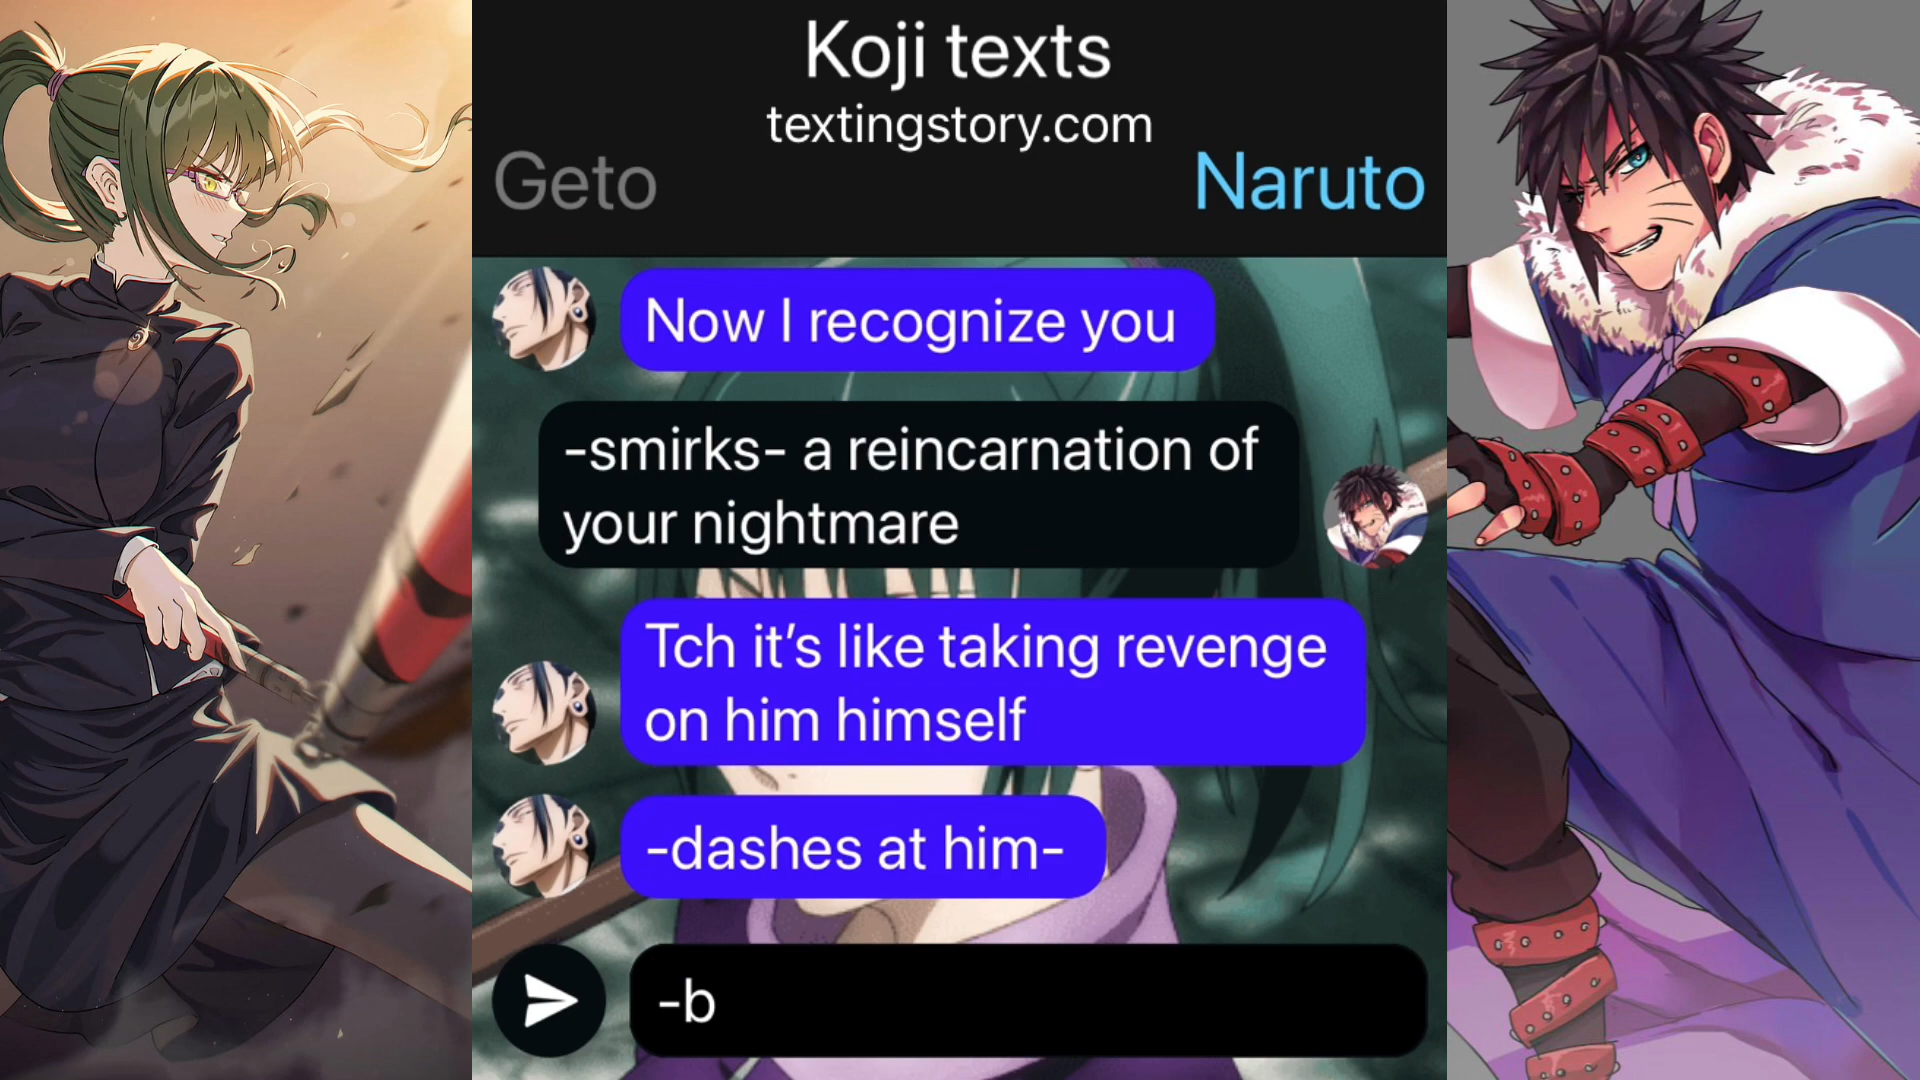 Koji texts
textingstory.com
Geto
Naruto
Now I recognize you
-smirks- a reincarnation of
your nightmare
Tch it’s like taking revenge
on him himself
-dashes at him-
-b